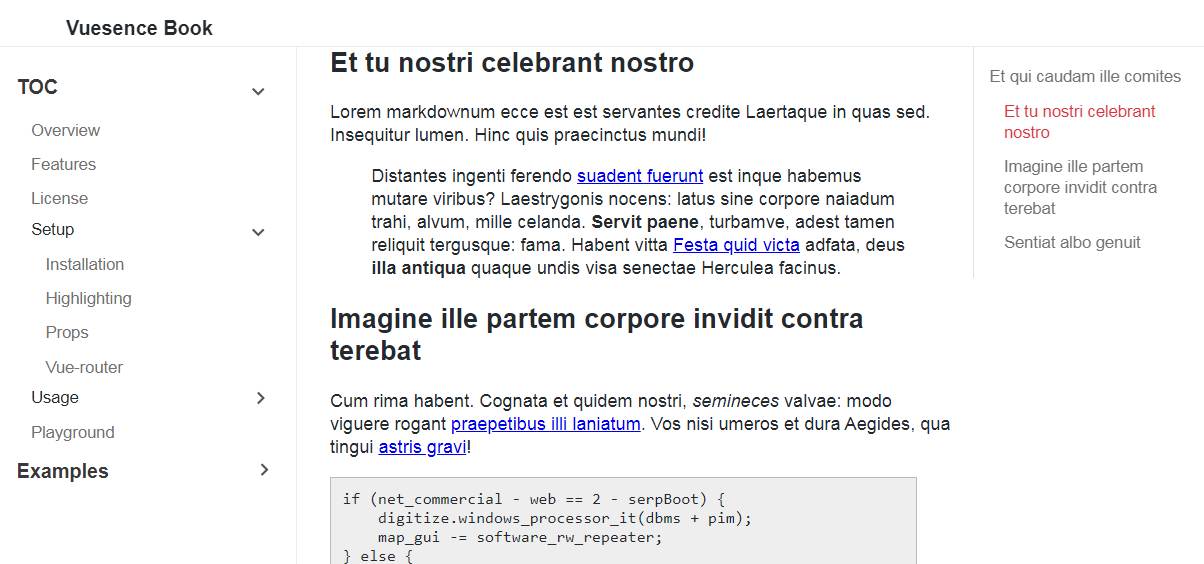 Vuesence Book
TOC
Overview
Features
License
Setup
Installation
Highlighting
Props
Vue-router
Usage
Playground
Examples
Et tu nostri celebrant nostro
Lorem markdownum ecce est est servantes credite Laertaque in quas sed.
Insequitur lumen. Hinc quis praecinctus mundi!
Distantes ingenti ferendo suadent fuerunt est inque habemus
mutare viribus? Laestrygonis nocens: latus sine corpore naiadum
trahi, alvum, mille celanda. Servit paene, turbamve, adest tamen
reliquit tergusque: fama. Habent vitta Festa quid victa adfata, deus
illa antiqua quaque undis visa senectae Herculea facinus.
Imagine ille partem corpore invidit contra
terebat
Cum rima habent. Cognata et quidem nostri, semineces valvae: modo
viguere rogant praepetibus illi laniatum. Vos nisi umeros et dura Aegides, qua
tingui astris gravi!
if (net_commercial - web == 2 - serpBoot) {
    digitize.windows_processor_it(dbms + pim);
    map_gui -= software_rw_repeater;
} else {
Et qui caudam ille comites
Et tu nostri celebrant
nostro
Imagine ille partem
corpore invidit contra
terebat
Sentiat albo genuit